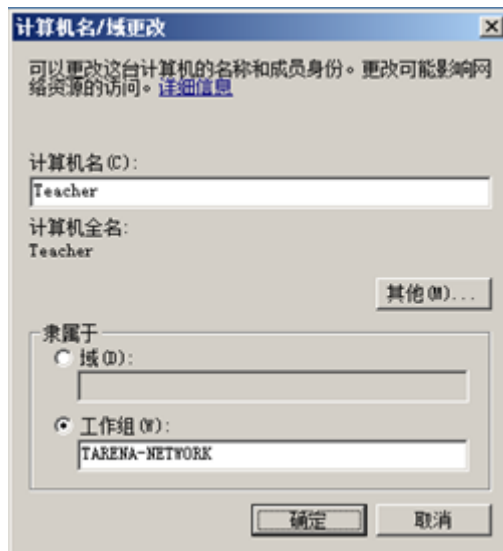 计算机名/域更改
可以更改这台计算机的名称和成员身份。更改可能影响网
络资源的访问。详细信息
计算机名(C):
Teacher
计算机全名:
Teacher
其他(M)...
隶属于
域(D):
工作组(W):
TARENA-NETWORK
确定
取消